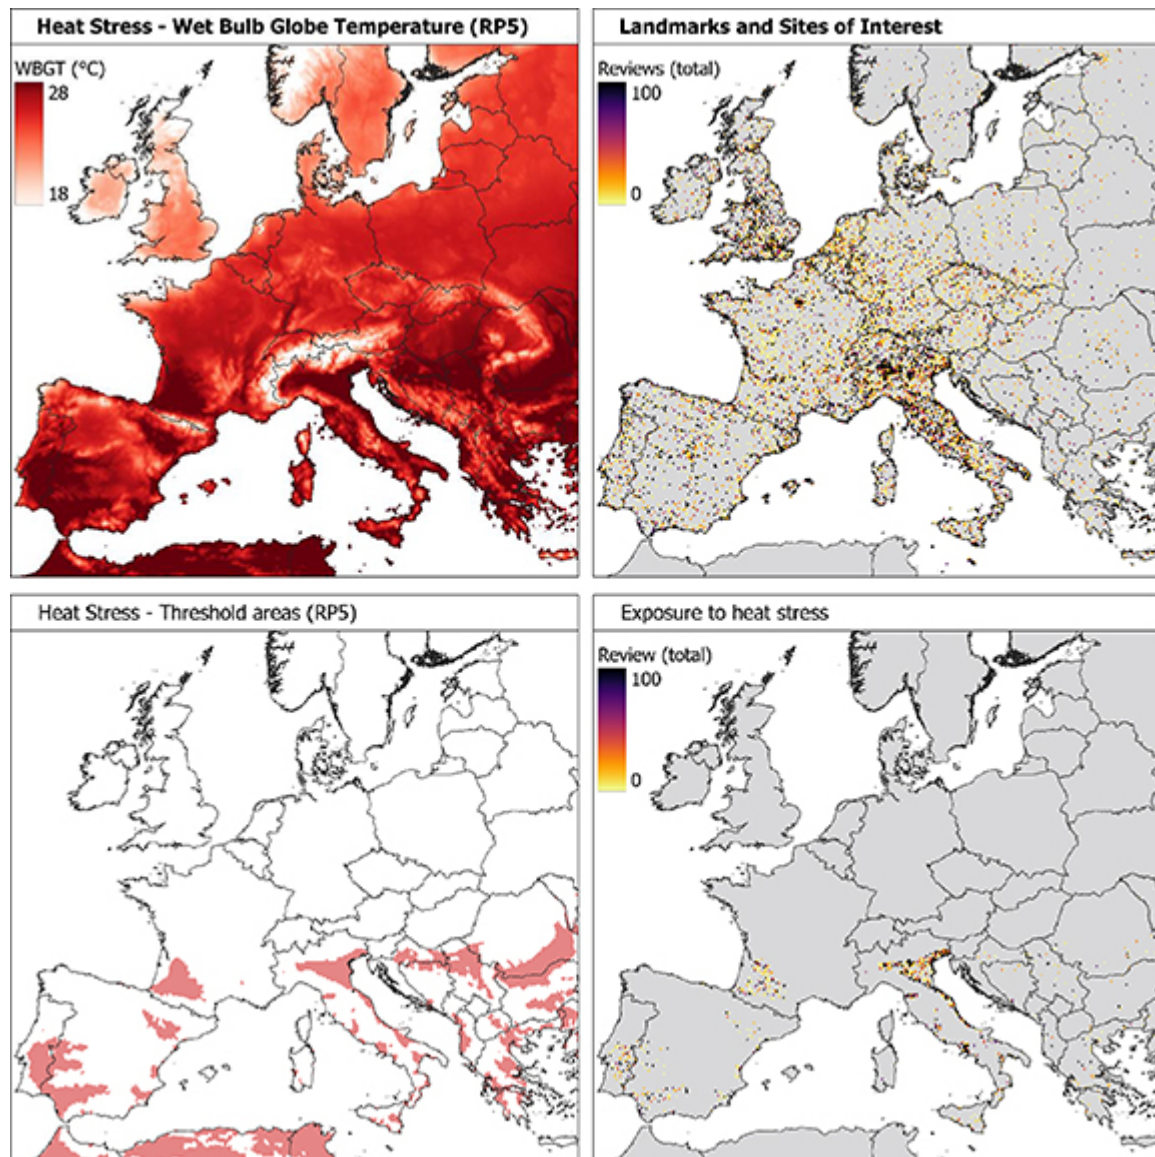 Heat Stress - Wet Bulb Globe Temperature (RP5)
WBGT (°C)
28
18
Landmarks and Sites of Interest
Reviews (total)
100
0
Heat Stress - Threshold areas (RP5)
Exposure to heat stress
Review (total)
100
0